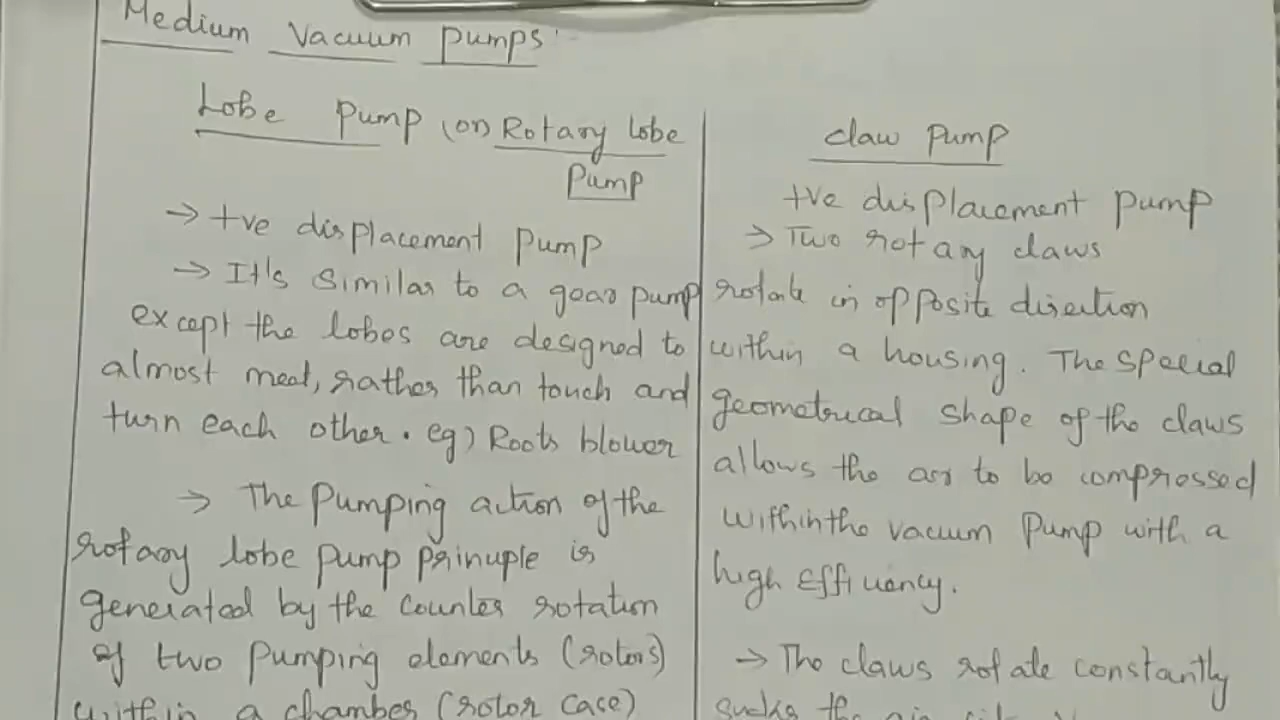 Medium Vacuum Pumps:
Lobe Pump (or) Rotary lobe
Pump
→ +ve displacement pump
→ It's similar to a gear pump
except the lobes are designed to
almost meet, rather than touch and
turn each other. eg) Roots blower
→ The Pumping action of the
rotary lobe pump principle is
generated by the counter rotation
of two pumping elements (rotors)
within a chamber (rotor case)
Claw Pump
+ve displacement pump
→ Two rotary claws
rotate in opposite direction
within a housing. The special
geometrical shape of the claws
allows the air to be compressed
within the vacuum pump with a
high efficiency.
→ The claws rotate constantly
sucks the air